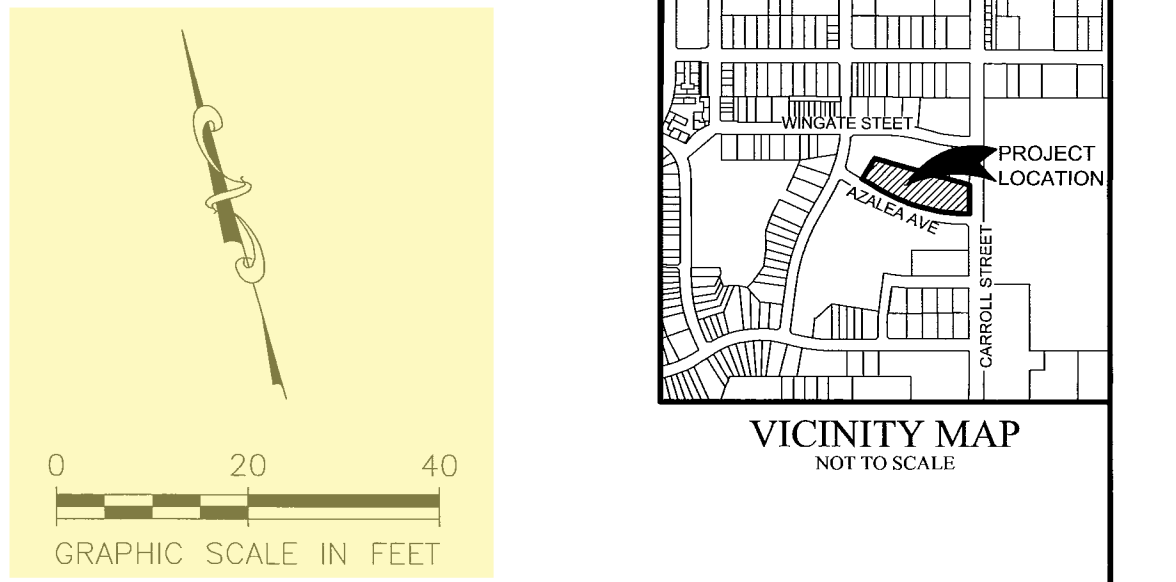 0 20 40
GRAPHIC SCALE IN FEET
WINGATE STEET
PROJECT
LOCATION
AZALEA AVE
CARROLL STREET
VICINITY MAP
NOT TO SCALE